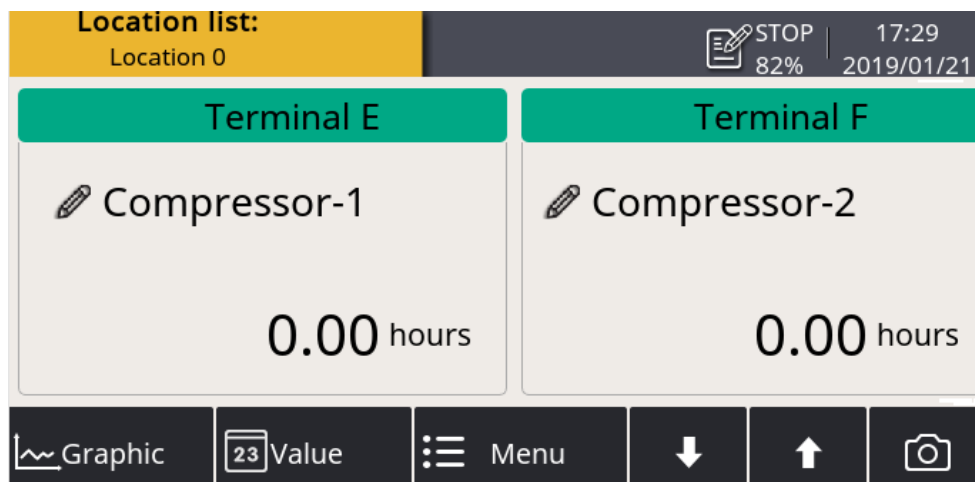 Location list:
Location 0
STOP
82%
17:29
2019/01/21
Terminal E
Compressor-1
0.00 hours
Terminal F
Compressor-2
0.00 hours
Graphic
23 Value
Menu